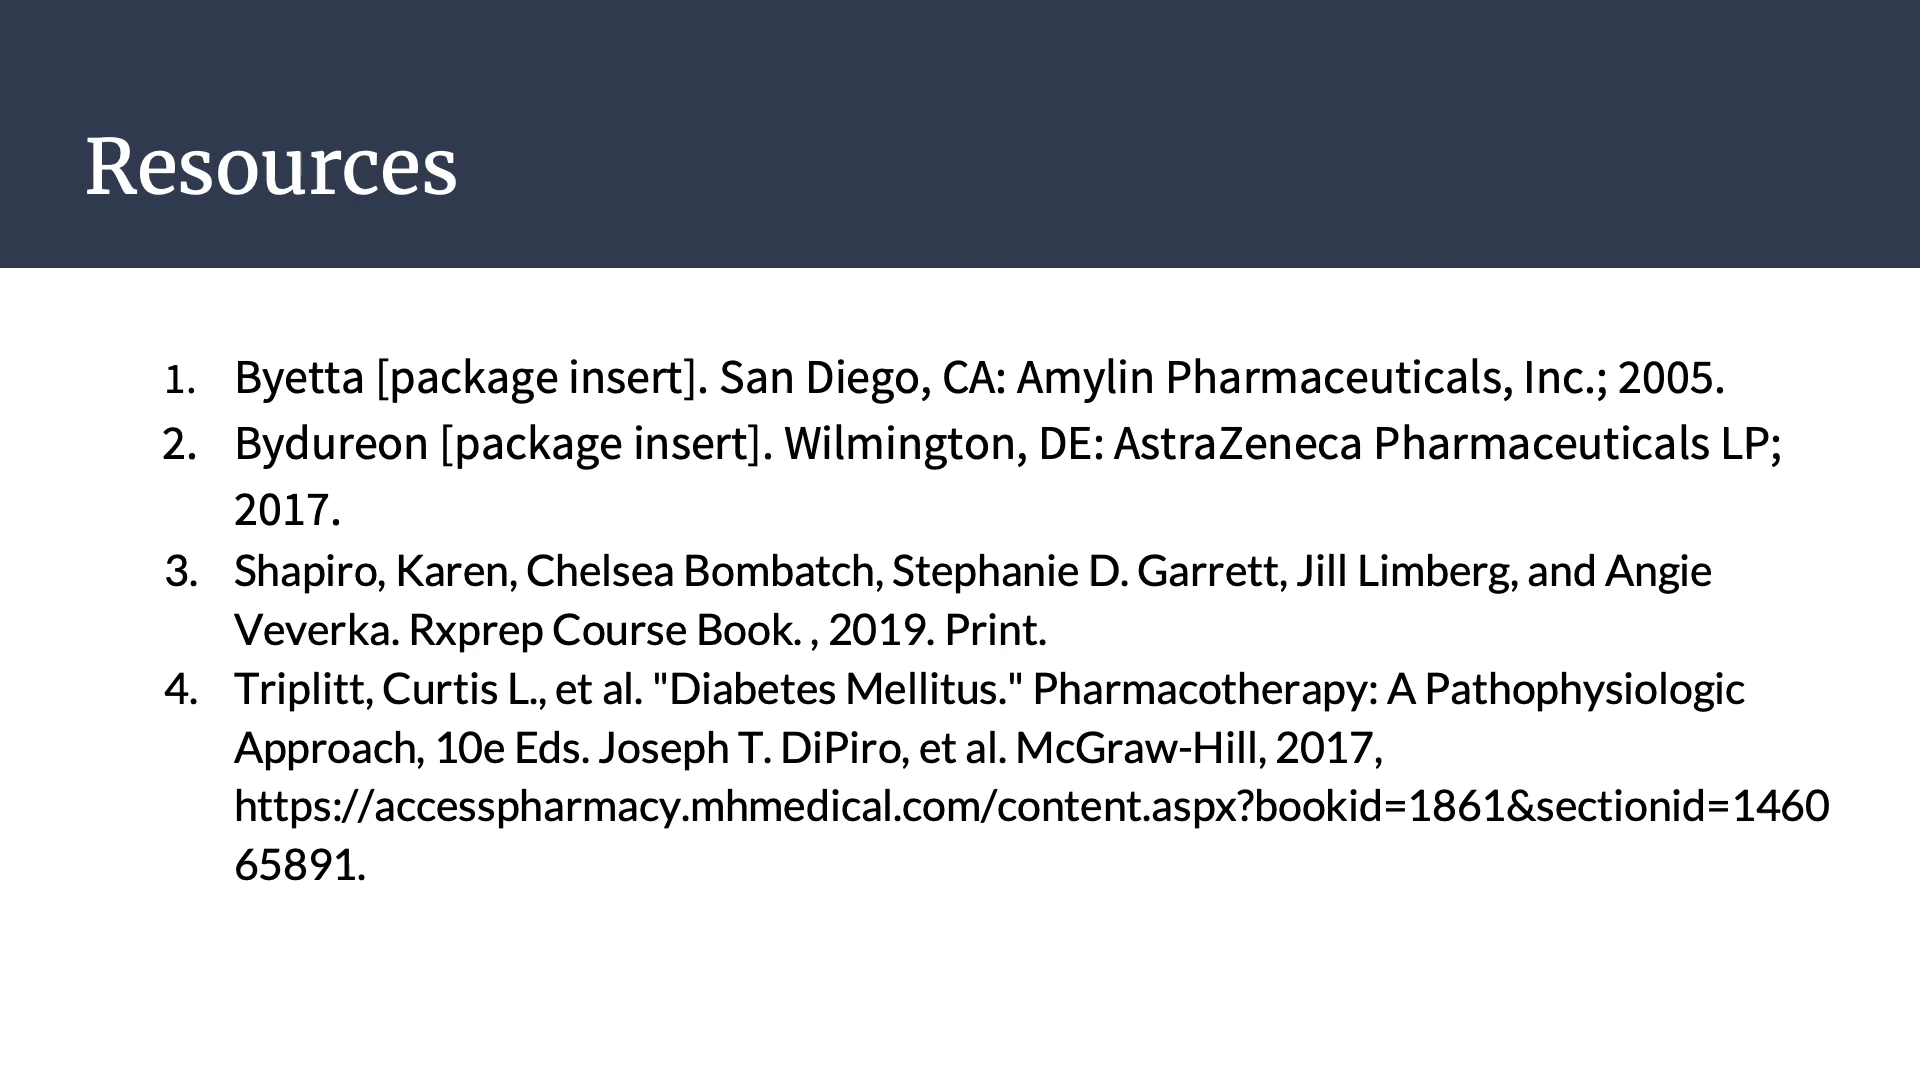 Resources
1. Byetta [package insert]. San Diego, CA: Amylin Pharmaceuticals, Inc.; 2005.
2. Bydureon [package insert]. Wilmington, DE: AstraZeneca Pharmaceuticals LP;
2017.
3. Shapiro, Karen, Chelsea Bombatch, Stephanie D. Garrett, Jill Limberg, and Angie
Veverka. Rxprep Course Book. , 2019. Print.
4. Triplitt, Curtis L., et al. "Diabetes Mellitus." Pharmacotherapy: A Pathophysiologic
Approach, 10e Eds. Joseph T. DiPiro, et al. McGraw-Hill, 2017,
https://accesspharmacy.mhmedical.com/content.aspx?bookid=1861&sectionid=1460
65891.